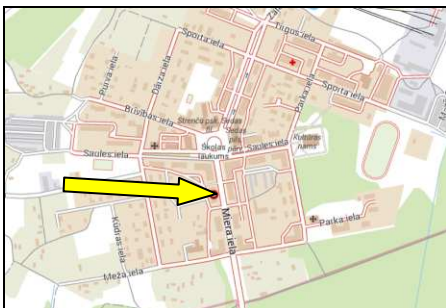 Tirgus iela
Sporta iela
Sporta iela
Parka iela
Dārza iela
Purva iela
Brīvības iela
Saules iela
Skolas
laukums
Saules iela
Kultūras
nams
Miera iela
Parka iela
Kūdras iela
Meža iela